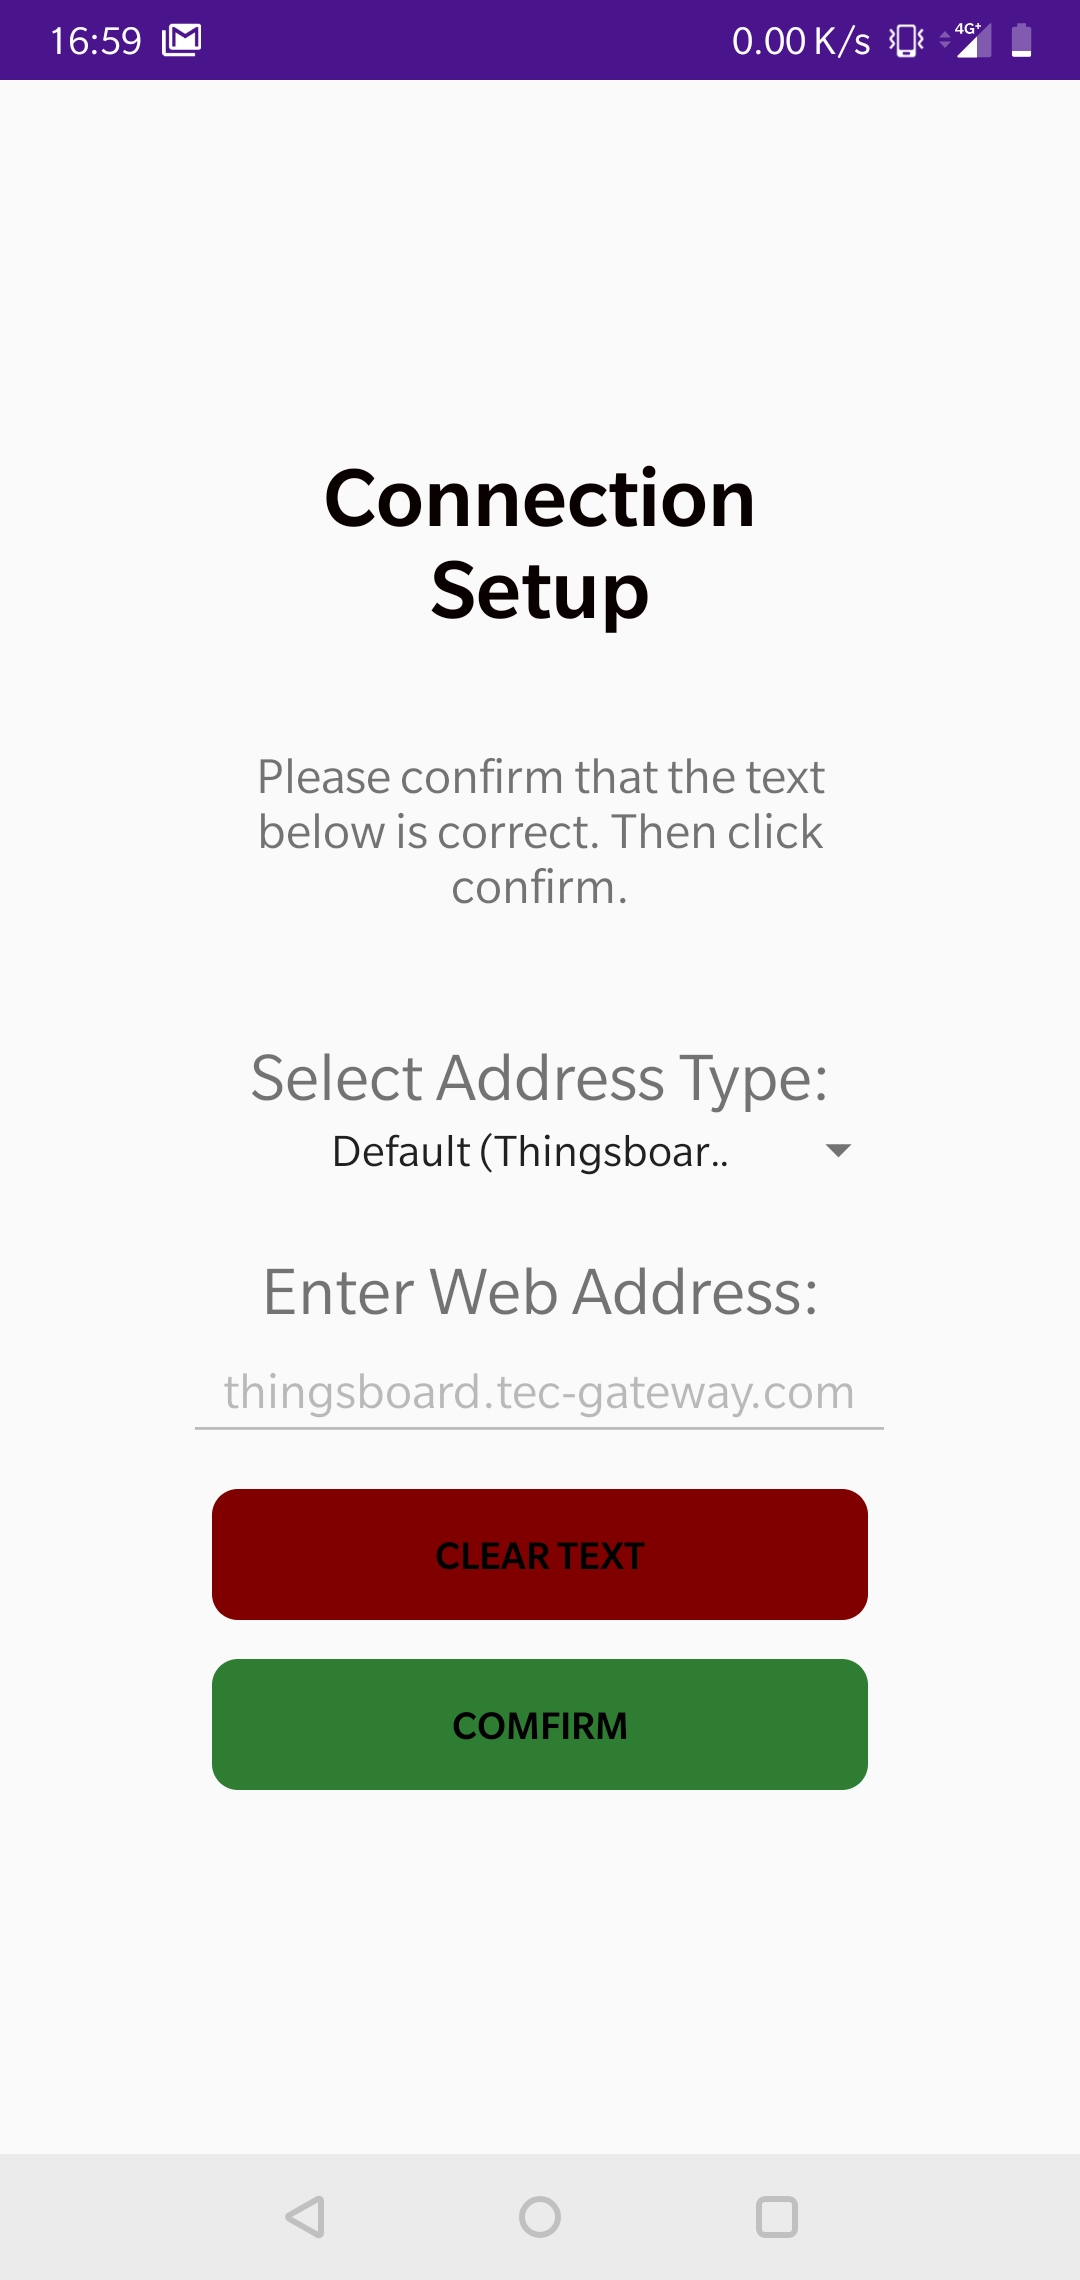 16:59
0.00 K/s
4G+
Connection
Setup
Please confirm that the text
below is correct. Then click
confirm.
Select Address Type:
Default (Thingsboar..
Enter Web Address:
thingsboard.tec-gateway.com
CLEAR TEXT
COMFIRM